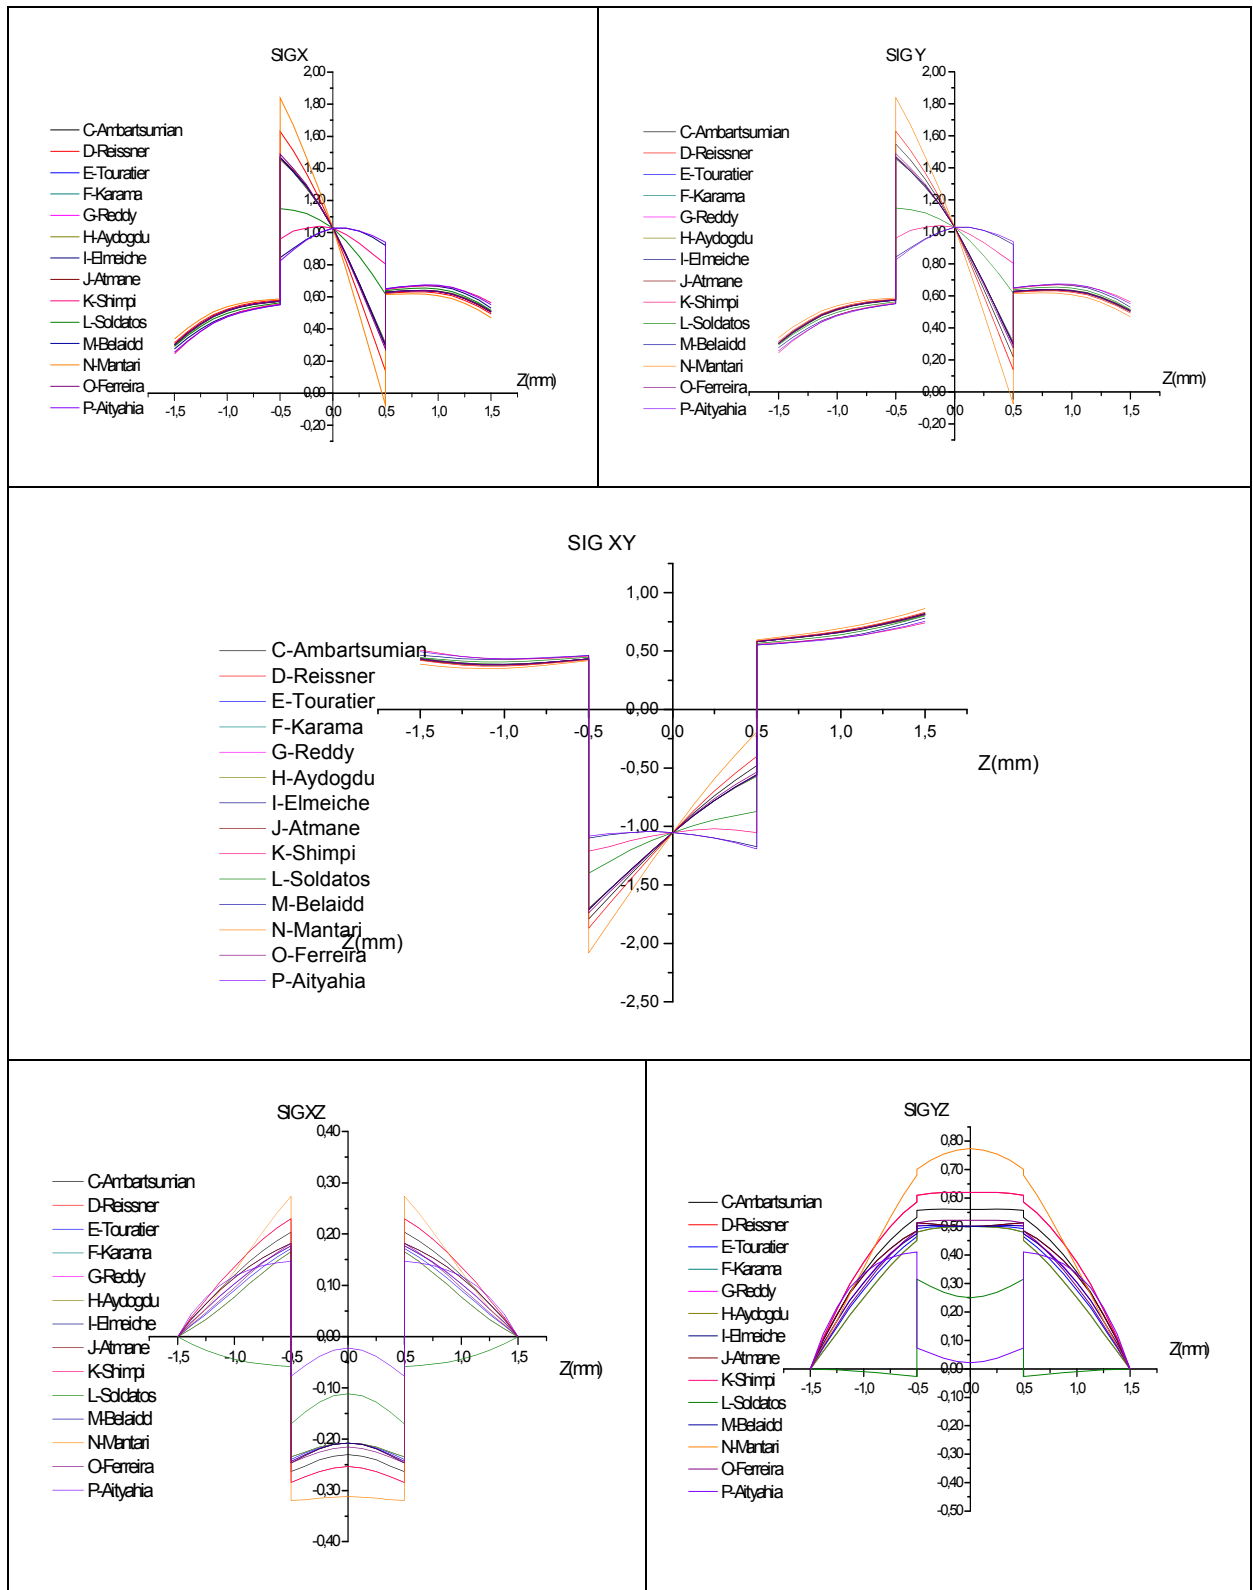 SIGX
2,00
1,80
1,60
1,40
1,20
1,00
0,80
0,60
0,40
0,20
0,00
-0,20
-1,5 -1,0 -0,5 0,0 0,5 1,0 1,5
Z(mm)
C-Ambartsumian
D-Reissner
E-Touratier
F-Karama
G-Reddy
H-Aydogdu
I-Elmeiche
J-Atmane
K-Shimpi
L-Soldatos
M-Belaidd
N-Mantari
O-Ferreira
P-Aityahia
SIGY
2,00
1,80
1,60
1,40
1,20
1,00
0,80
0,60
0,40
0,20
0,00
-0,20
-1,5 -1,0 -0,5 0,0 0,5 1,0 1,5
Z(mm)
C-Ambartsumian
D-Reissner
E-Touratier
F-Karama
G-Reddy
H-Aydogdu
I-Elmeiche
J-Atmane
K-Shimpi
L-Soldatos
M-Belaidd
N-Mantari
O-Ferreira
P-Aityahia
SIG XY
1,00
0,50
0,00
-0,50
-1,00
-1,50
-2,00
-2,50
-1,5 -1,0 -0,5 0,0 0,5 1,0 1,5
Z(mm)
C-Ambartsumian
D-Reissner
E-Touratier
F-Karama
G-Reddy
H-Aydogdu
I-Elmeiche
J-Atmane
K-Shimpi
L-Soldatos
M-Belaidd
N-Mantari
Z(mm)
O-Ferreira
P-Aityahia
SIGXZ
0,40
0,30
0,20
0,10
0,00
-0,10
-0,20
-0,30
-0,40
-1,5 -1,0 -0,5 0,0 0,5 1,0 1,5
Z(mm)
C-Ambartsumian
D-Reissner
E-Touratier
F-Karama
G-Reddy
H-Aydogdu
I-Elmeiche
J-Atmane
K-Shimpi
L-Soldatos
M-Belaidd
N-Mantari
O-Ferreira
P-Aityahia
SIGYZ
0,80
0,70
0,60
0,50
0,40
0,30
0,20
0,10
0,00
-0,10
-0,20
-0,30
-0,40
-0,50
-1,5 -1,0 -0,5 0,0 0,5 1,0 1,5
Z(mm)
C-Ambartsumian
D-Reissner
E-Touratier
F-Karama
G-Reddy
H-Aydogdu
I-Elmeiche
J-Atmane
K-Shimpi
L-Soldatos
M-Belaidd
N-Mantari
O-Ferreira
P-Aityahia